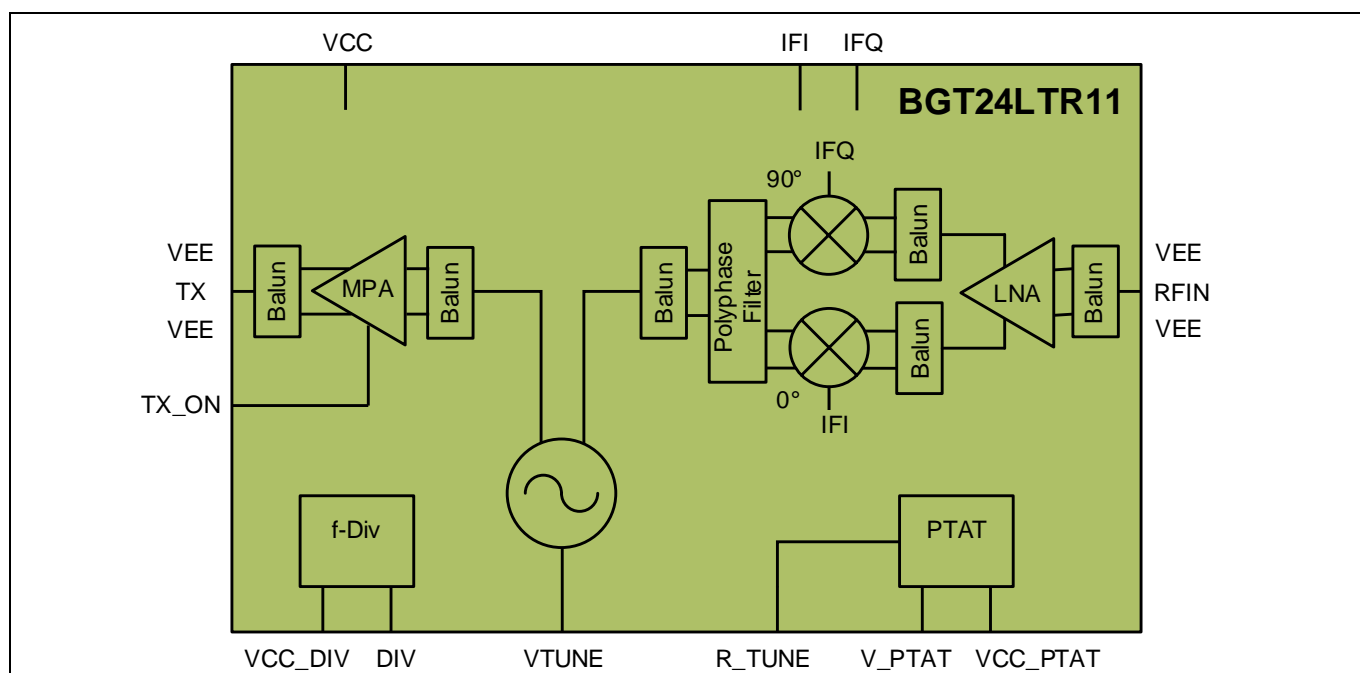 VCC
IFI IFQ
BGT24LTR11
IFQ
90°
Balun
VEE
TX
VEE
Balun
MPA
Balun
Balun
Polyphase Filter
LNA
Balun
VEE
RFIN
VEE
Balun
0°
IFI
TX_ON
f-Div
PTAT
VCC_DIV DIV VTUNE R_TUNE V_PTAT VCC_PTAT